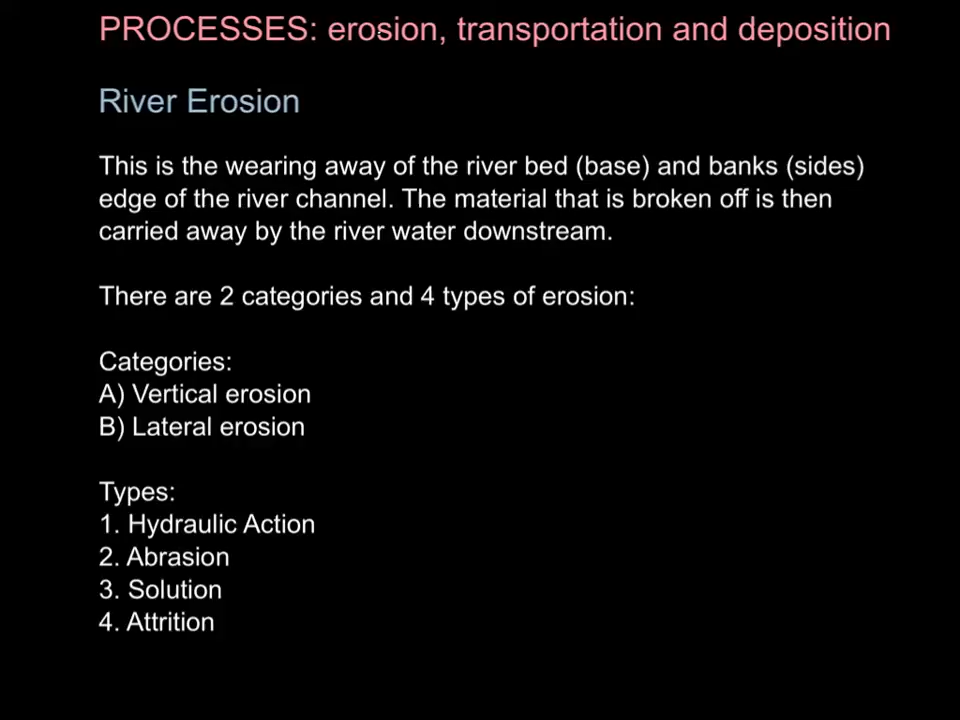 PROCESSES: erosion, transportation and deposition
River Erosion
This is the wearing away of the river bed (base) and banks (sides)
edge of the river channel. The material that is broken off is then
carried away by the river water downstream.
There are 2 categories and 4 types of erosion:
Categories:
A) Vertical erosion
B) Lateral erosion
Types:
1. Hydraulic Action
2. Abrasion
3. Solution
4. Attrition